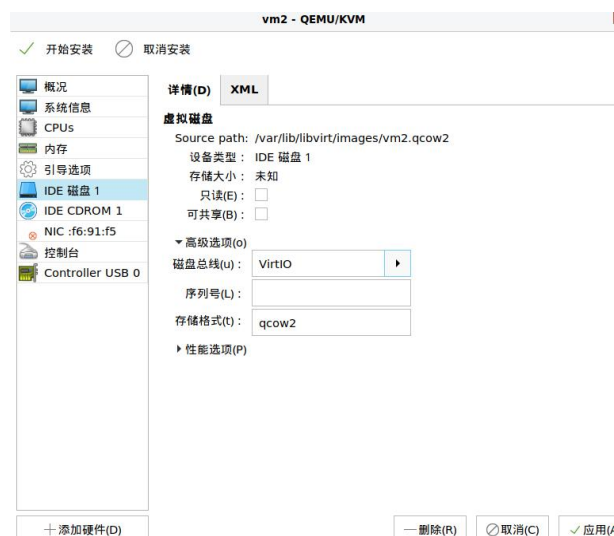 vm2 - QEMU/KVM
开始安装 取消安装
概况
系统信息
CPUs
内存
引导选项
IDE 磁盘 1
IDE CDROM 1
NIC :f6:91:f5
控制台
Controller USB 0
添加硬件(D)
详情(D) XML
虚拟磁盘
Source path: /var/lib/libvirt/images/vm2.qcow2
设备类型： IDE 磁盘 1
存储大小： 未知
只读(E)：
可共享(B)：
高级选项(o)
磁盘总线(u)： VirtIO
序列号(L)：
存储格式(t)： qcow2
性能选项(P)
删除(R) 取消(C) 应用(A